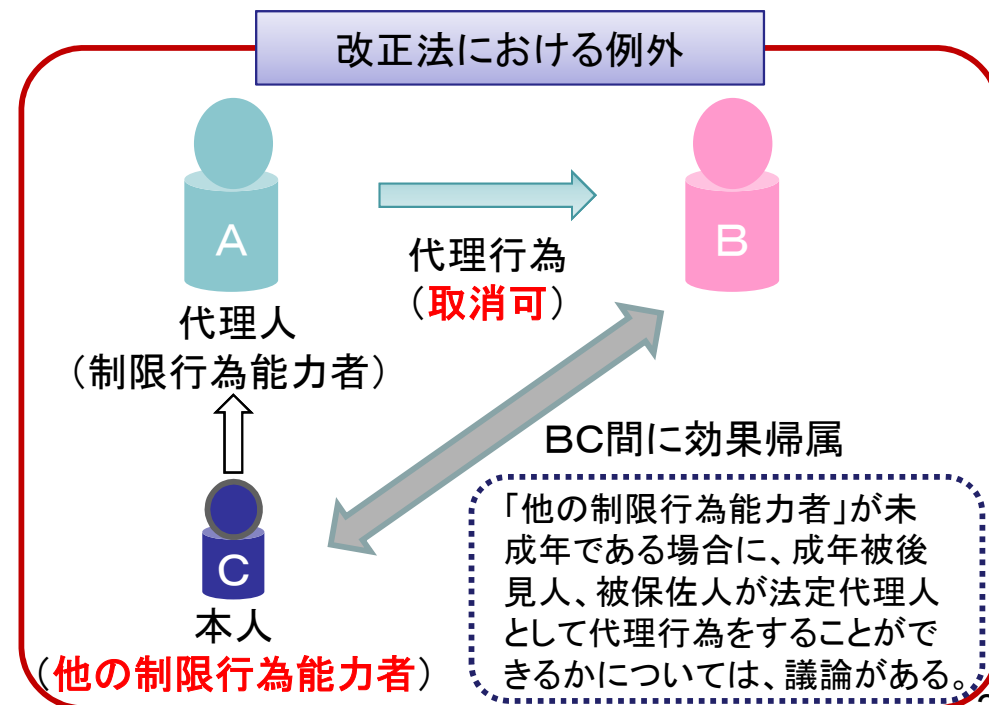 改正法における例外
A
B
代理行為
（取消可）
代理人
（制限行為能力者）
BC間に効果帰属
C
本人
（他の制限行為能力者）
「他の制限行為能力者」が未
成年である場合に、成年被後
見人、被保佐人が法定代理人
として代理行為をすることがで
きるかについては、議論がある。